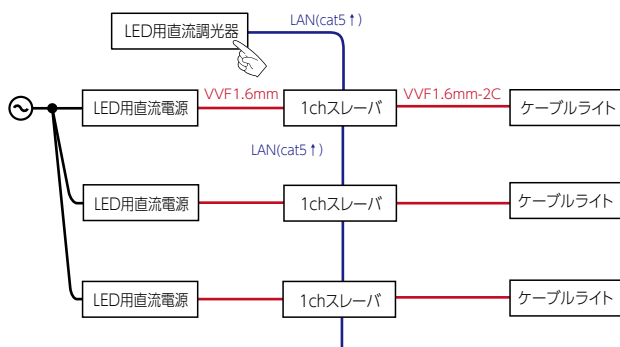 LED用直流調光器
LAN(cat5↑)
LED用直流電源
VVF1.6mm
1chスレーバ
VVF1.6mm-2C
ケーブルライト
LAN(cat5↑)
LED用直流電源
1chスレーバ
ケーブルライト
LED用直流電源
1chスレーバ
ケーブルライト